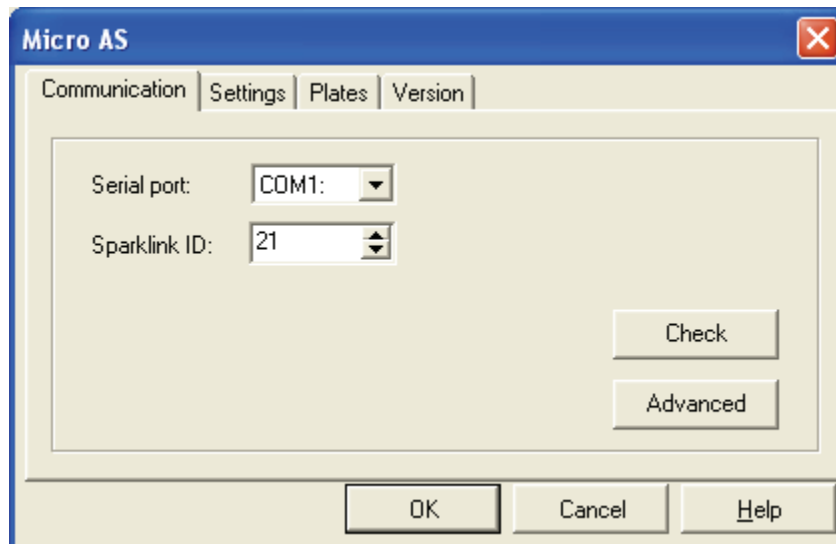 Micro AS
Communication Settings Plates Version
Serial port: COM1:
Sparklink ID: 21
Check
Advanced
OK Cancel Help